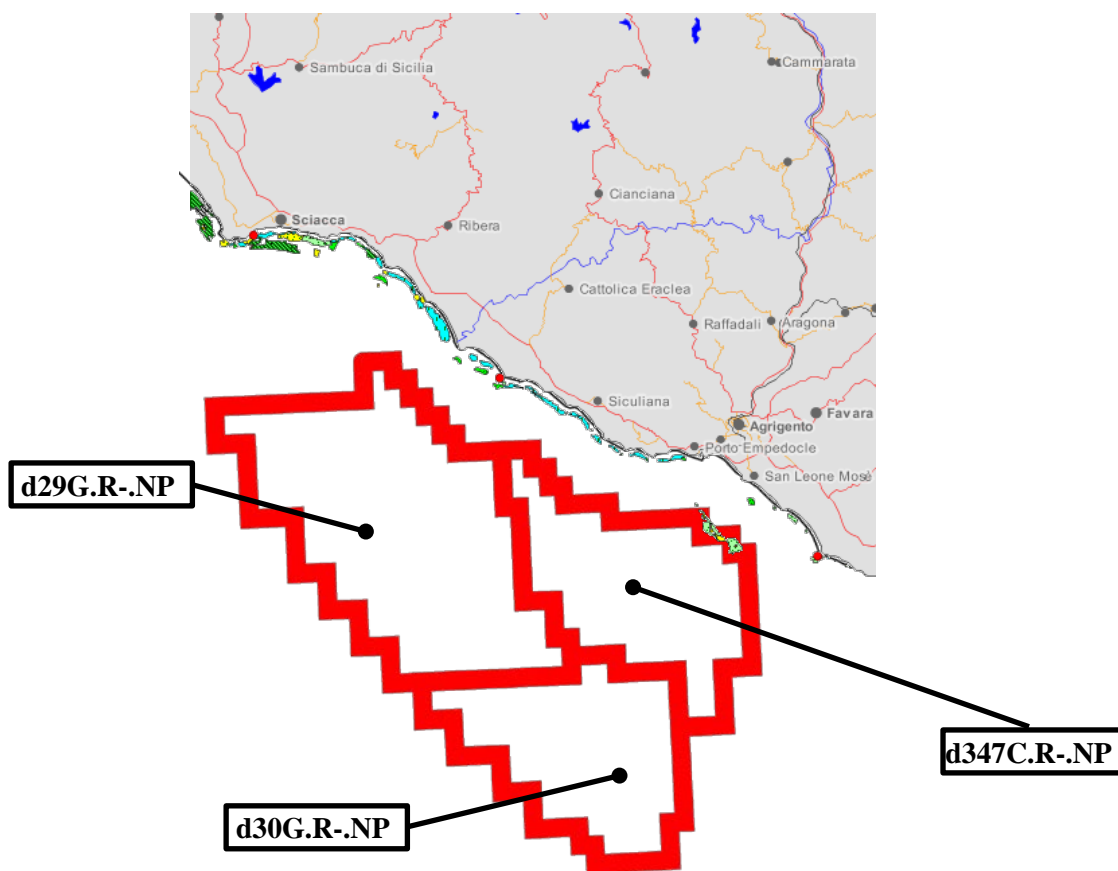 Sambuca di Sicilia
Cammarata
Cianciana
Sciacca
Ribera
Cattolica Eraclea
Raffadali
Aragona
Siculiana
Favara
Agrigento
Porto Empedocle
San Leone Mosè
d29G.R-.NP
d347C.R-.NP
d30G.R-.NP